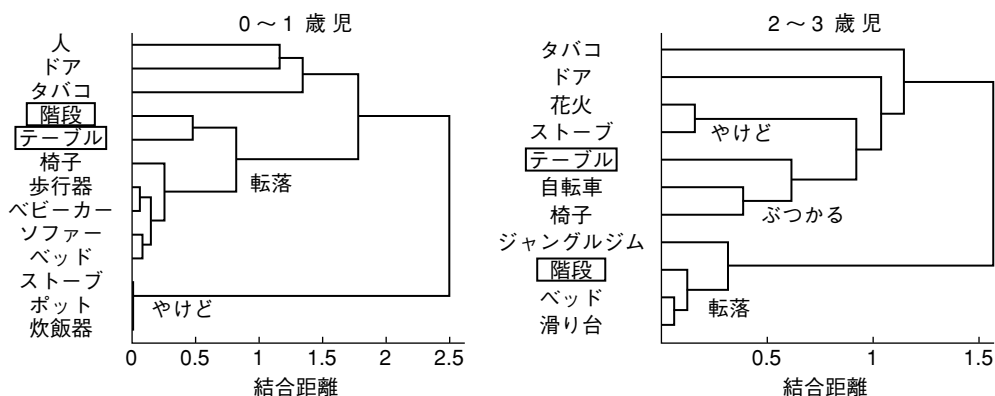 0～1 歳児
人
ドア
タバコ
階段
テーブル
椅子
歩行器
ベビーカー
ソファー
ベッド
ストーブ
ポット
炊飯器
転落
やけど
0 0.5 1 1.5 2 2.5
結合距離
2～3 歳児
タバコ
ドア
花火
ストーブ
テーブル
自転車
椅子
ジャングルジム
階段
ベッド
滑り台
やけど
ぶつかる
転落
0.5 1 1.5
結合距離